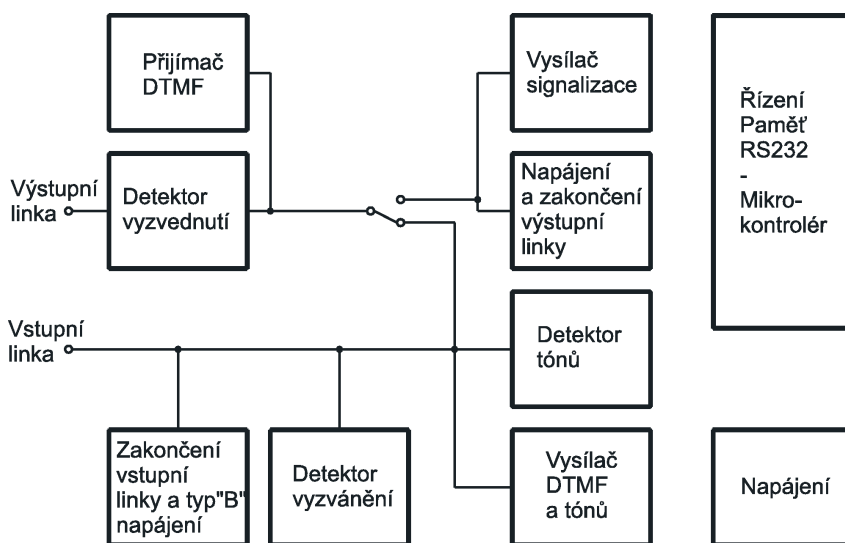 Přijímač
DTMF
Vysílač
signalizace
Řízení
Paměť
RS232
-
Mikro-
kontrolér
Výstupní
linka
Detektor
vyzvednutí
Napájení
a zakončení
výstupní
linky
Vstupní
linka
Detektor
tónů
Zakončení
vstupní
linky a typ"B"
napájení
Detektor
vyzvánění
Vysílač
DTMF
a tónů
Napájení